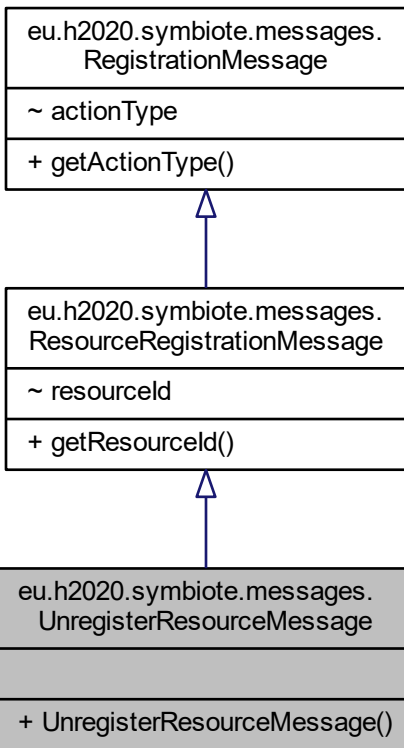 eu.h2020.symbiote.messages.
RegistrationMessage
~ actionType
+ getActionType()
eu.h2020.symbiote.messages.
ResourceRegistrationMessage
~ resourceId
+ getResourceId()
eu.h2020.symbiote.messages.
UnregisterResourceMessage
+ UnregisterResourceMessage()